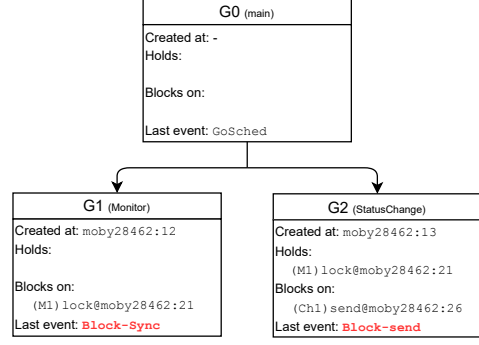 G0 (main)
Created at: -
Holds:
Blocks on:
Last event: GoSched
G1 (Monitor)
Created at: moby28462:12
Holds:
Blocks on:
(M1)lock@moby28462:21
Last event: Block-Sync
G2 (StatusChange)
Created at: moby28462:13
Holds:
(M1)lock@moby28462:21
Blocks on:
(Ch1)send@moby28462:26
Last event: Block-send